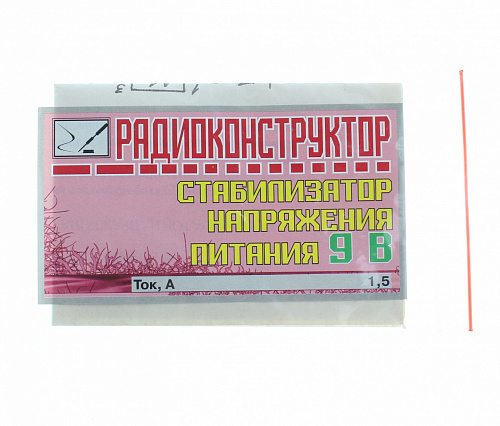 РАДИОКОНСТРУКТОР
СТАБИЛИЗАТОР
НАПРЯЖЕНИЯ
ПИТАНИЯ 9 В
Ток, А 1,5